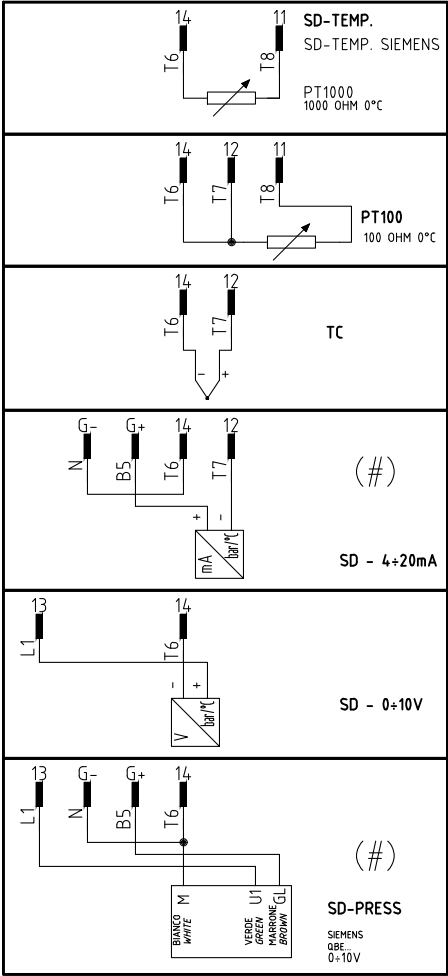 14 11 SD-TEMP.
SD-TEMP. SIEMENS
T6 T8
PT1000
1000 OHM 0°C
14 12 11
T6 T7 T8
PT100
100 OHM 0°C
14 12
T6 T7
TC
- +
G- G+ 14 12
N B5 T6 T7
(#)
+ -
mA bar/°C
SD - 4÷20mA
13 14
L1 T6
- +
V bar/°C
SD - 0÷10V
13 G- G+ 14
L1 N B5 T6
(#)
M U1 GL
BIANCO
WHITE
VERDE
GREEN
MARRONE
BROWN
SD-PRESS
SIEMENS
QBE...
0÷10V